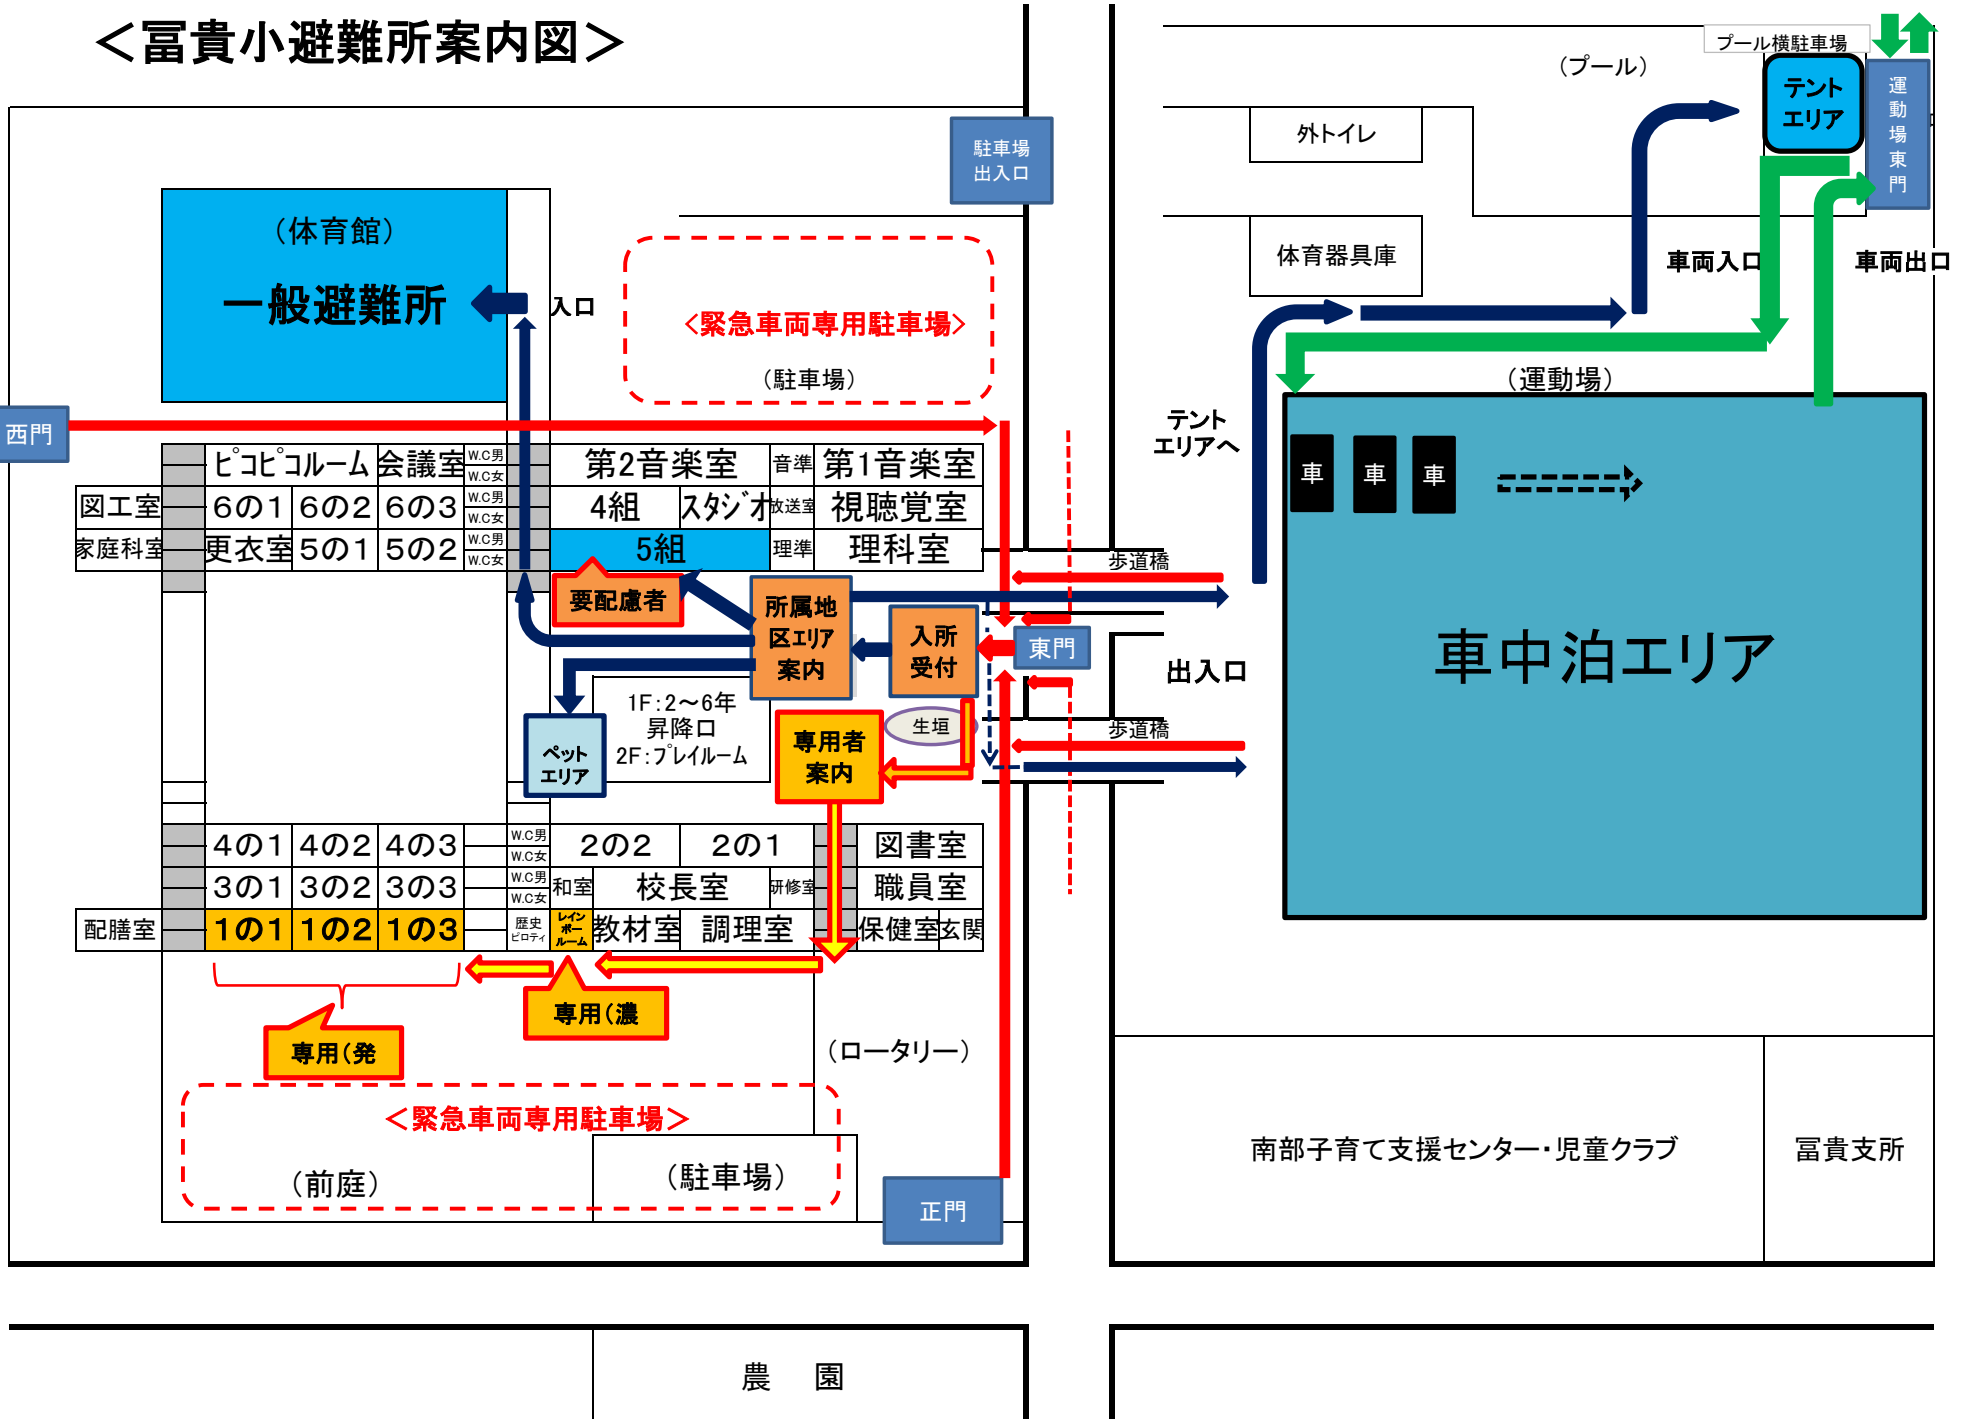 ＜冨貴小避難所案内図＞
プール横駐車場
（プール）
テント
エリア
運動場東門
外トイレ
駐車場
出入口
（体育館）
一般避難所
入口
体育器具庫
車両入口
車両出口
<緊急車両専用駐車場>
（駐車場）
（運動場）
西門
テント
エリアへ
車
車
車
ピコピコルーム
会議室
W.C男
W.C女
第2音楽室
音準
第1音楽室
図工室
6の1
6の2
6の3
W.C男
W.C女
4組
スタジオ
放送室
視聴覚室
家庭科室
更衣室
5の1
5の2
W.C男
W.C女
5組
理準
理科室
歩道橋
要配慮者
所属地
区エリア
案内
入所
受付
東門
出入口
車中泊エリア
1F：2～6年
昇降口
2F：プレイルーム
生垣
歩道橋
ペット
エリア
専用者
案内
4の1
4の2
4の3
W.C男
W.C女
2の2
2の1
図書室
3の1
3の2
3の3
W.C男
W.C女
和室
校長室
研修室
職員室
配膳室
1の1
1の2
1の3
歴史
ピロティ
レイン
ボー
ルーム
教材室
調理室
保健室
玄関
専用（濃
専用（発
（ロータリー）
＜緊急車両専用駐車場＞
（前庭）
（駐車場）
正門
南部子育て支援センター・児童クラブ
冨貴支所
農　園